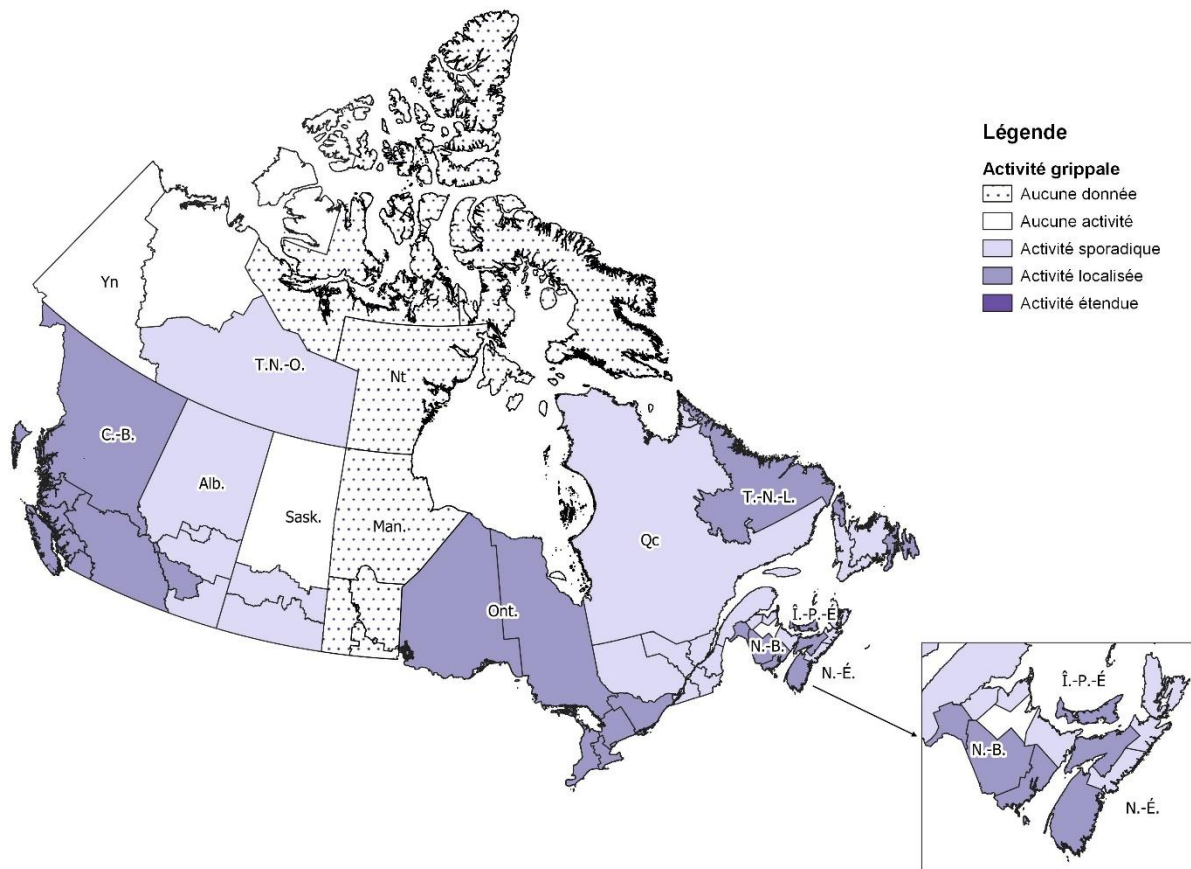 Légende
Activité grippale
Aucune donnée
Aucune activité
Activité sporadique
Activité localisée
Activité étendue
Yn
T.N.-O.
Nt
C.-B.
Alb.
Sask.
Man.
Ont.
Qc
T.-N.-L.
Î.-P.-É
N.-B.
N.-É.
Î.-P.-É
N.-B.
N.-É.